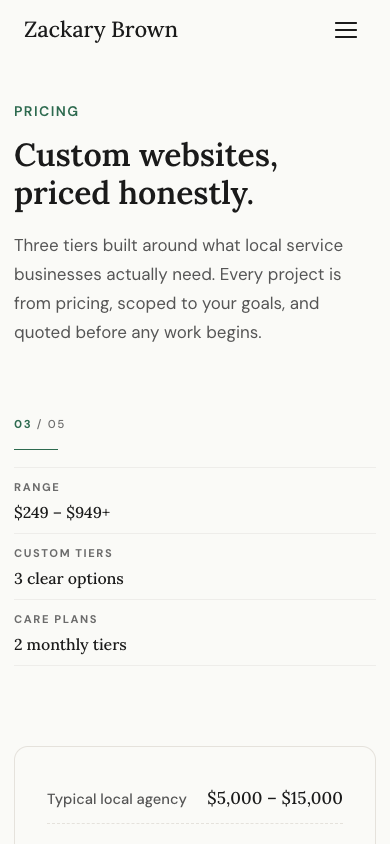 Zackary Brown
PRICING
Custom websites,
priced honestly.
Three tiers built around what local service
businesses actually need. Every project is
from pricing, scoped to your goals, and
quoted before any work begins.
03 / 05
RANGE
$249 – $949+
CUSTOM TIERS
3 clear options
CARE PLANS
2 monthly tiers
Typical local agency $5,000 – $15,000